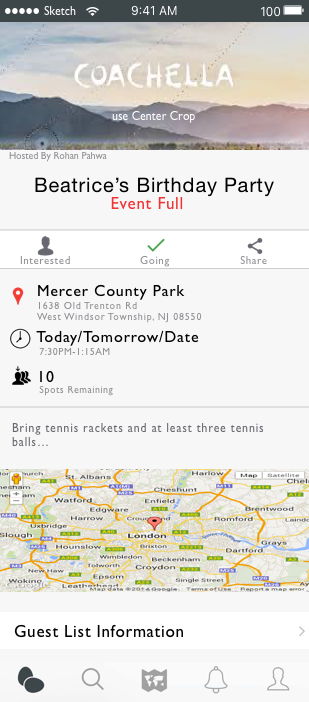 Sketch 9:41 AM 100
COACHELLA
use Center Crop
Hosted By Rohan Pahwa
Beatrice's Birthday Party
Event Full
Interested Going Share
Mercer County Park
1638 Old Trenton Rd
West Windsor Township, NJ 08550
Today/Tomorrow/Date
7:30PM-1:15AM
10
Spots Remaining
Bring tennis rackets and at least three tennis
balls...
Harlow Map Satellite
St. Albans
Cheshunt
Watford Enfield Brentwood
Edgware
Harrow Romford
Uxbridge London
Slough Hounslow Brixton Dartford
Wimbledon Grays
Staines Beckenham
Croydon
Woking Epsom Single Street
Leatherhead
Map data ©2014 Google Terms of Use Report a map error
Guest List Information